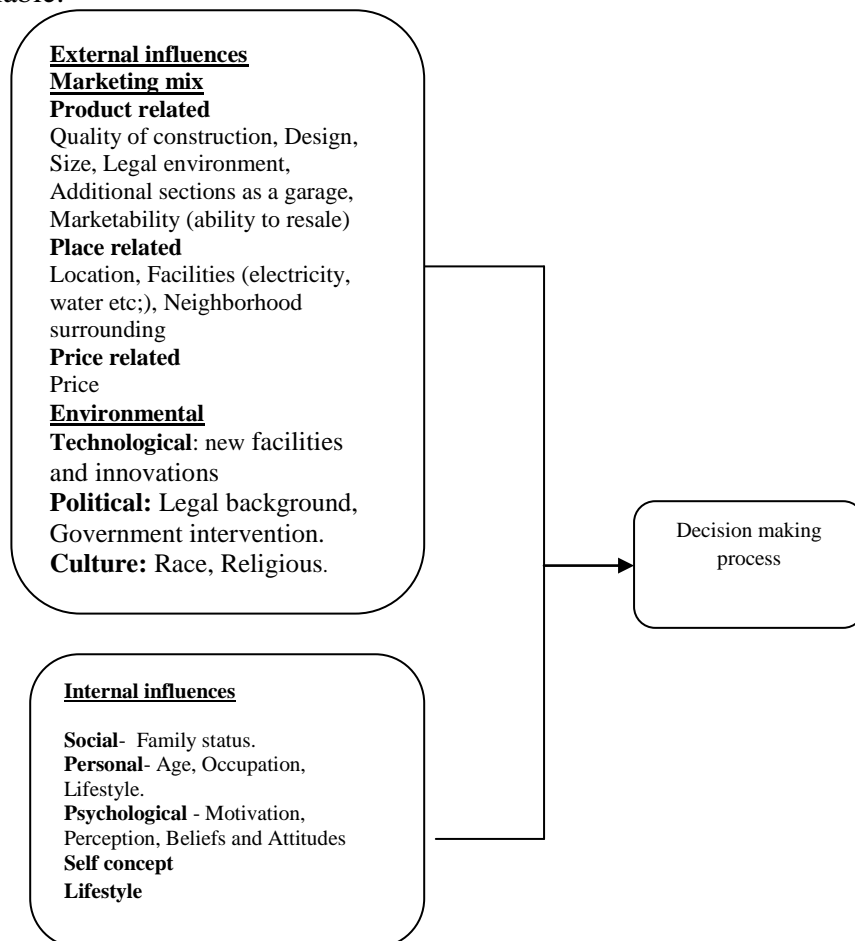 External influences
Marketing mix
Product related
Quality of construction, Design,
Size, Legal environment,
Additional sections as a garage,
Marketability (ability to resale)
Place related
Location, Facilities (electricity,
water etc;), Neighborhood
surrounding
Price related
Price
Environmental
Technological: new facilities
and innovations
Political: Legal background,
Government intervention.
Culture: Race, Religious.
Decision making
process
Internal influences
Social- Family status.
Personal- Age, Occupation,
Lifestyle.
Psychological - Motivation,
Perception, Beliefs and Attitudes
Self concept
Lifestyle